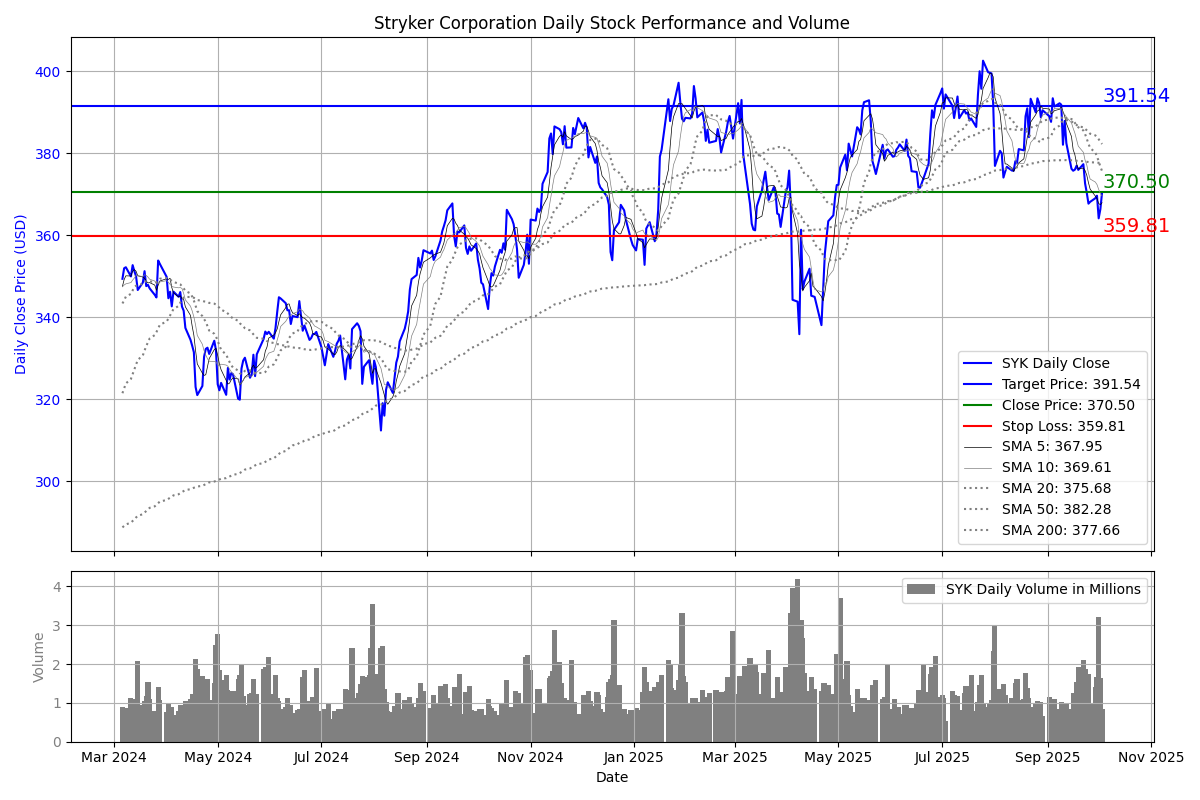 Stryker Corporation Daily Stock Performance and Volume
Daily Close Price (USD)
400
380
360
340
320
300
391.54
370.50
359.81
SYK Daily Close
Target Price: 391.54
Close Price: 370.50
Stop Loss: 359.81
SMA 5: 367.95
SMA 10: 369.61
SMA 20: 375.68
SMA 50: 382.28
SMA 200: 377.66
Volume
4
3
2
1
0
SYK Daily Volume in Millions
Mar 2024 May 2024 Jul 2024 Sep 2024 Nov 2024 Jan 2025 Mar 2025 May 2025 Jul 2025 Sep 2025 Nov 2025
Date